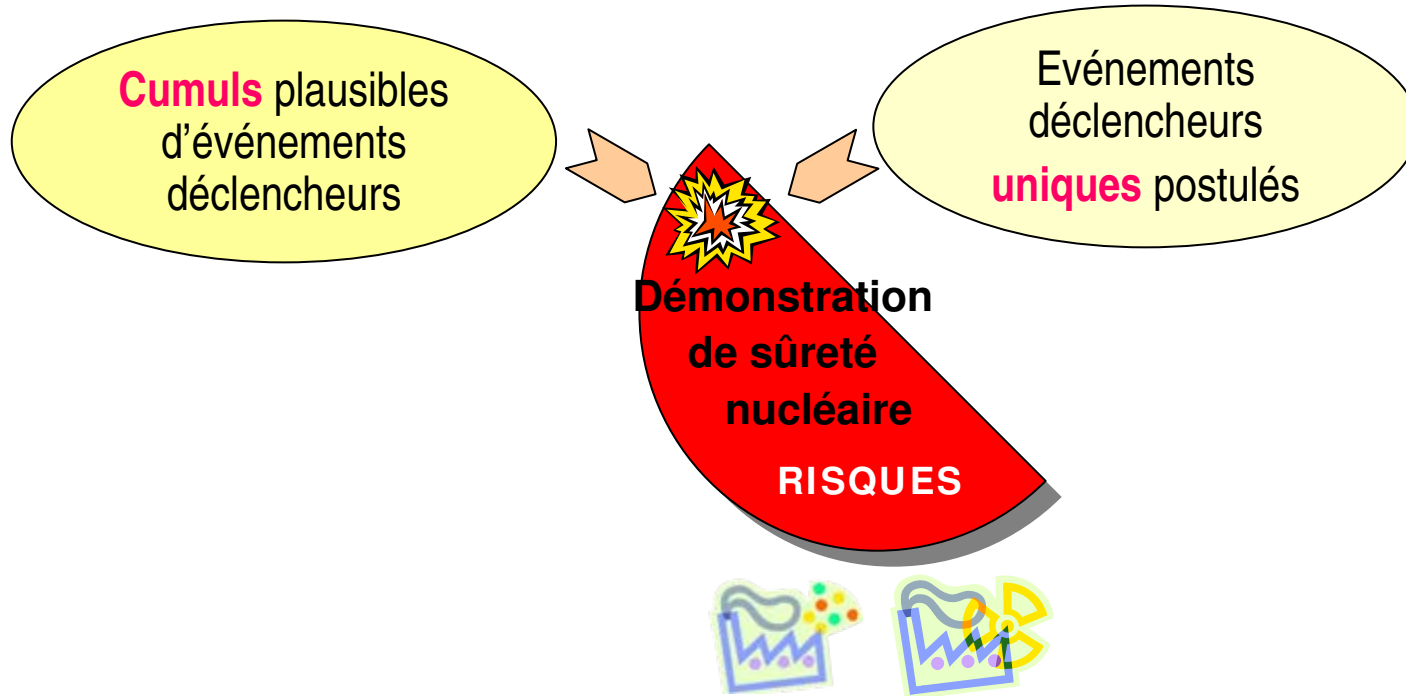 Cumuls plausibles
d'événements
déclencheurs
Evénements
déclencheurs
uniques postulés
Démonstration
de sûreté
nucléaire
RISQUES